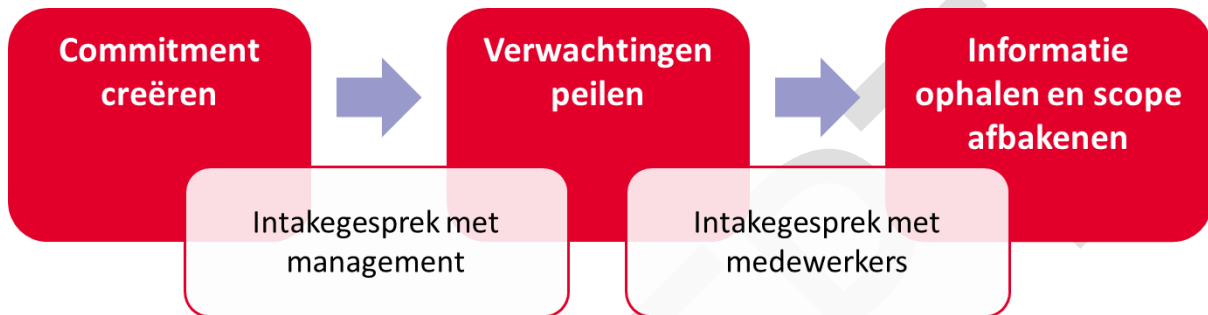 Commitment
creëren
Verwachtingen
peilen
Informatie
ophalen en scope
afbakenen
Intakegesprek met
management
Intakegesprek met
medewerkers